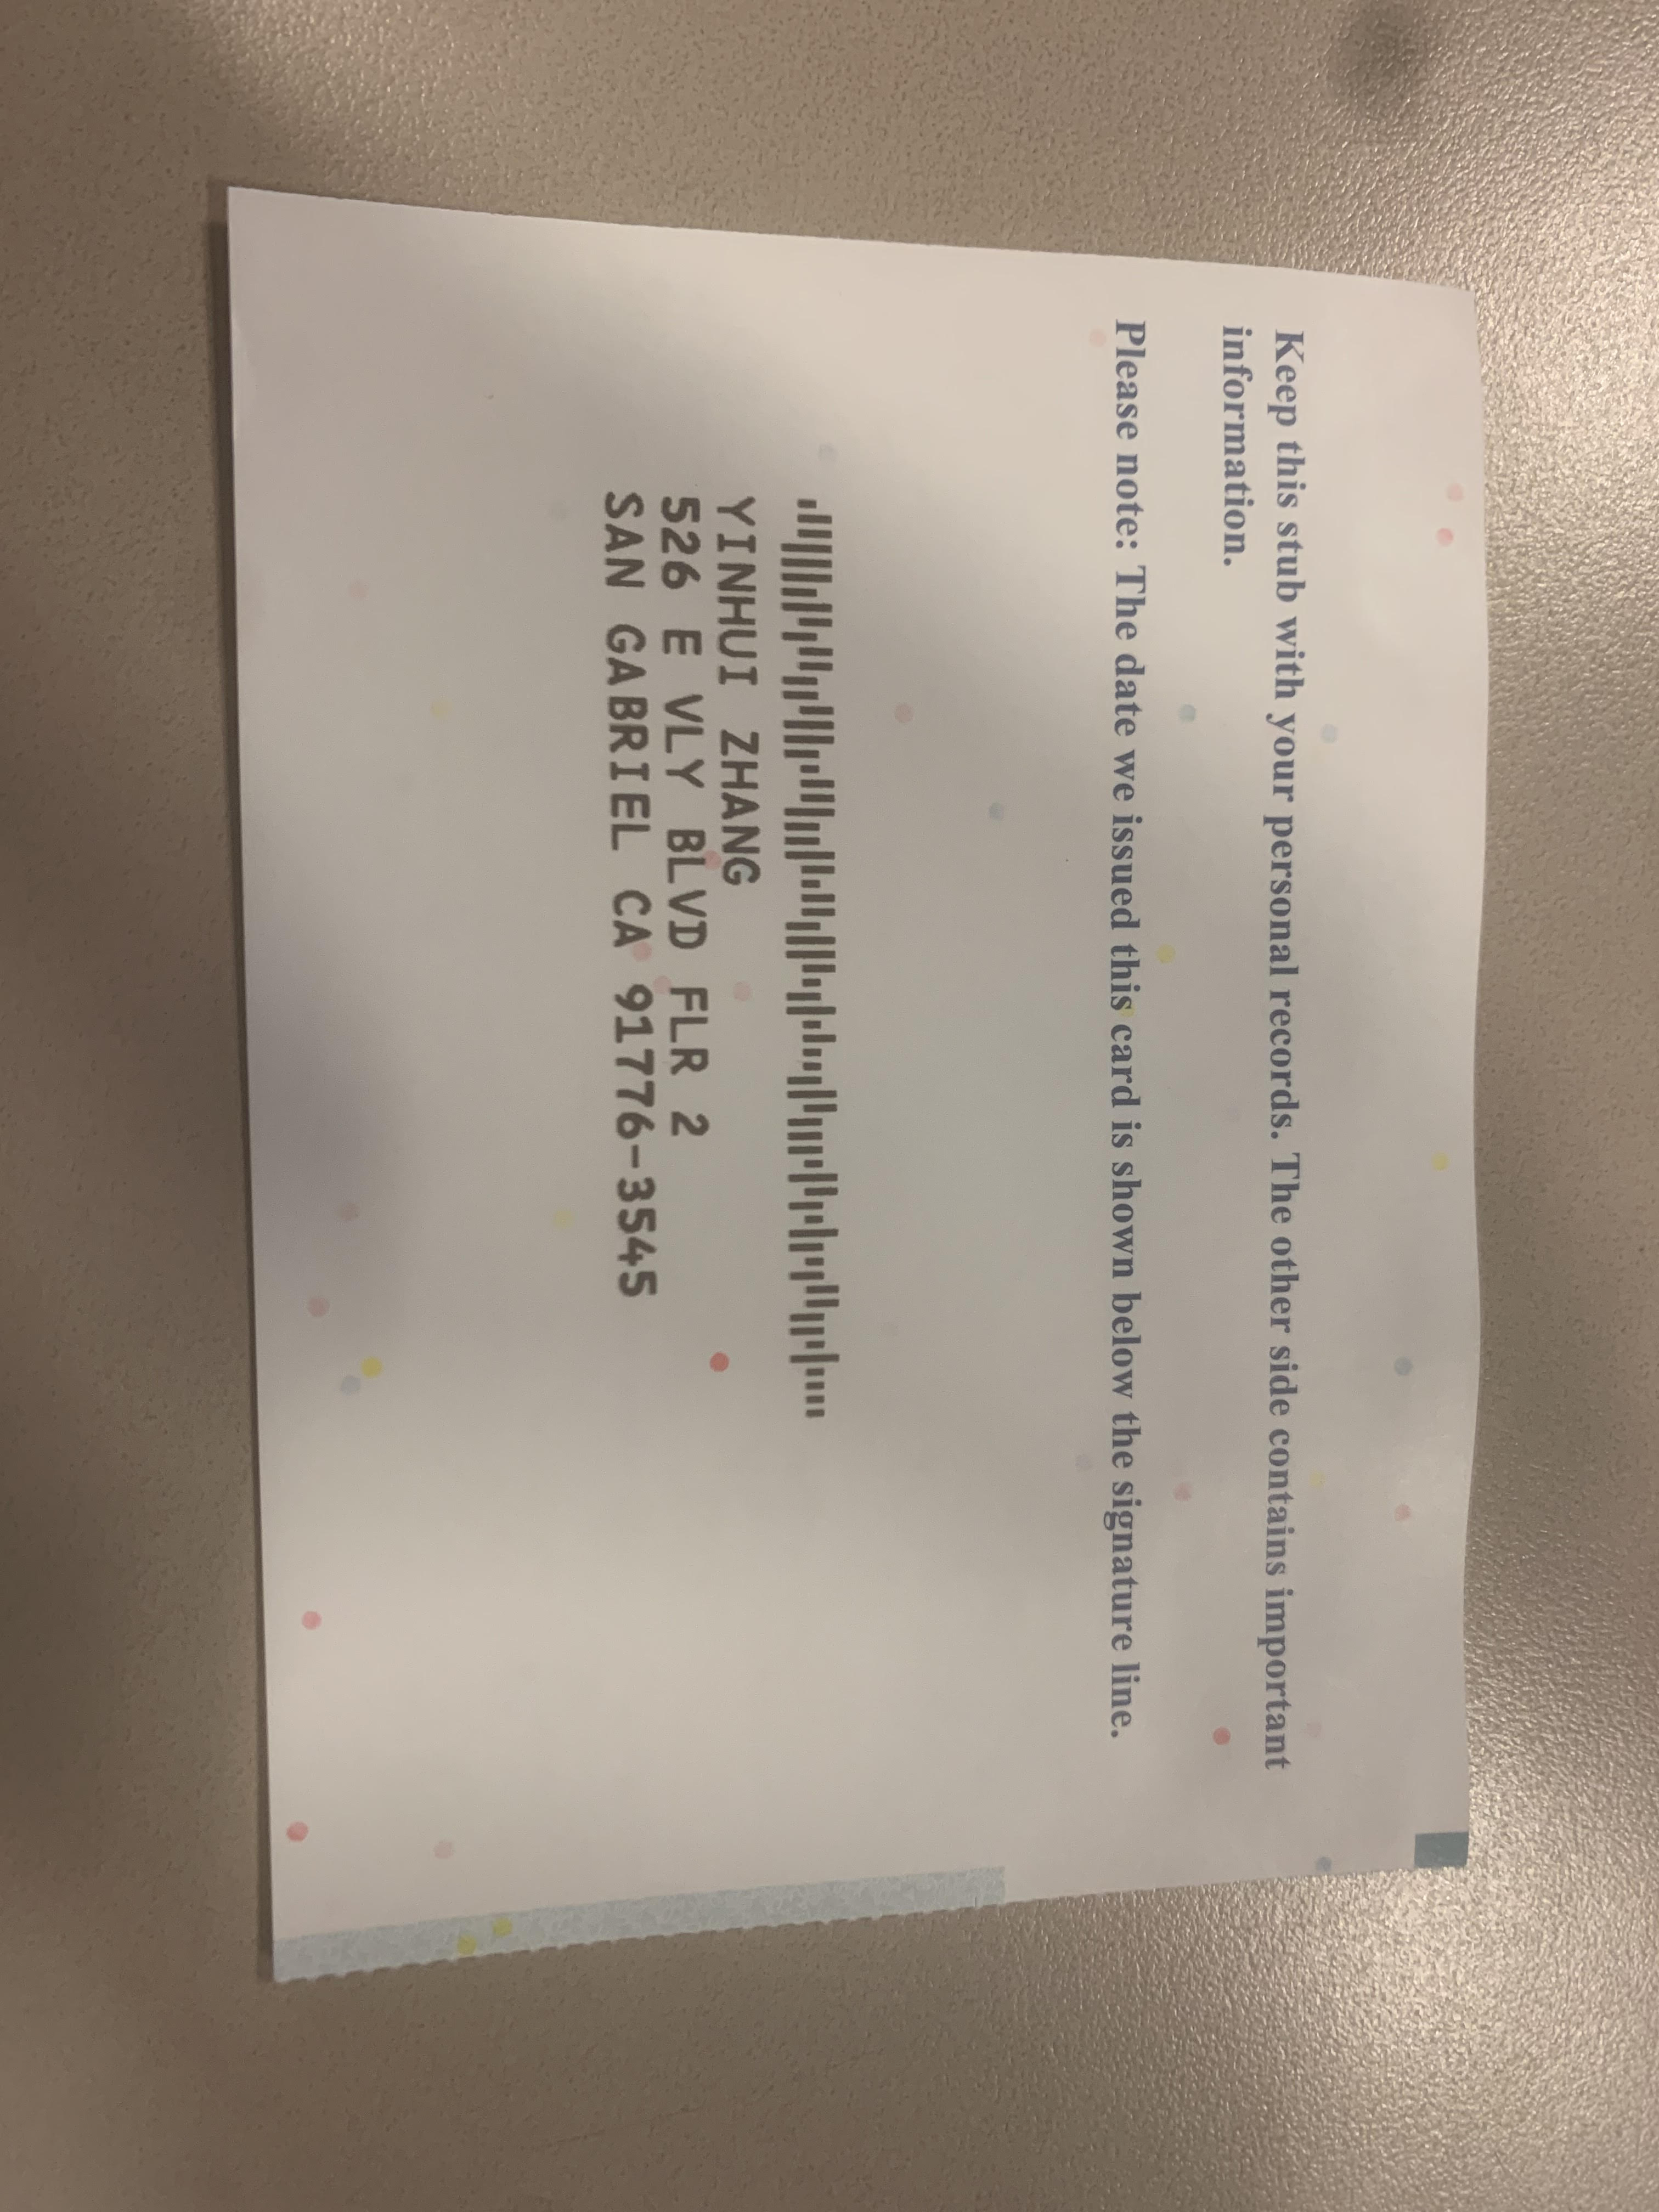 Keep this stub with your personal records. The other side contains important
information.
Please note: The date we issued this card is shown below the signature line.
YINHUI ZHANG
526 E VLY BLVD FLR 2
SAN GABRIEL CA 91776-3545